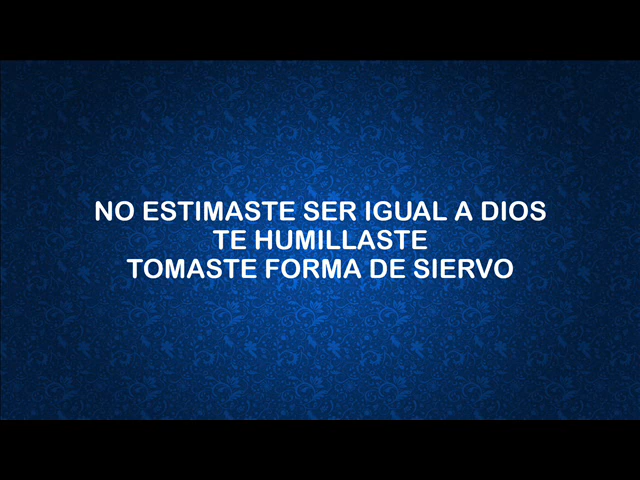 NO ESTIMASTE SER IGUAL A DIOS
TE HUMILLASTE
TOMASTE FORMA DE SIERVO